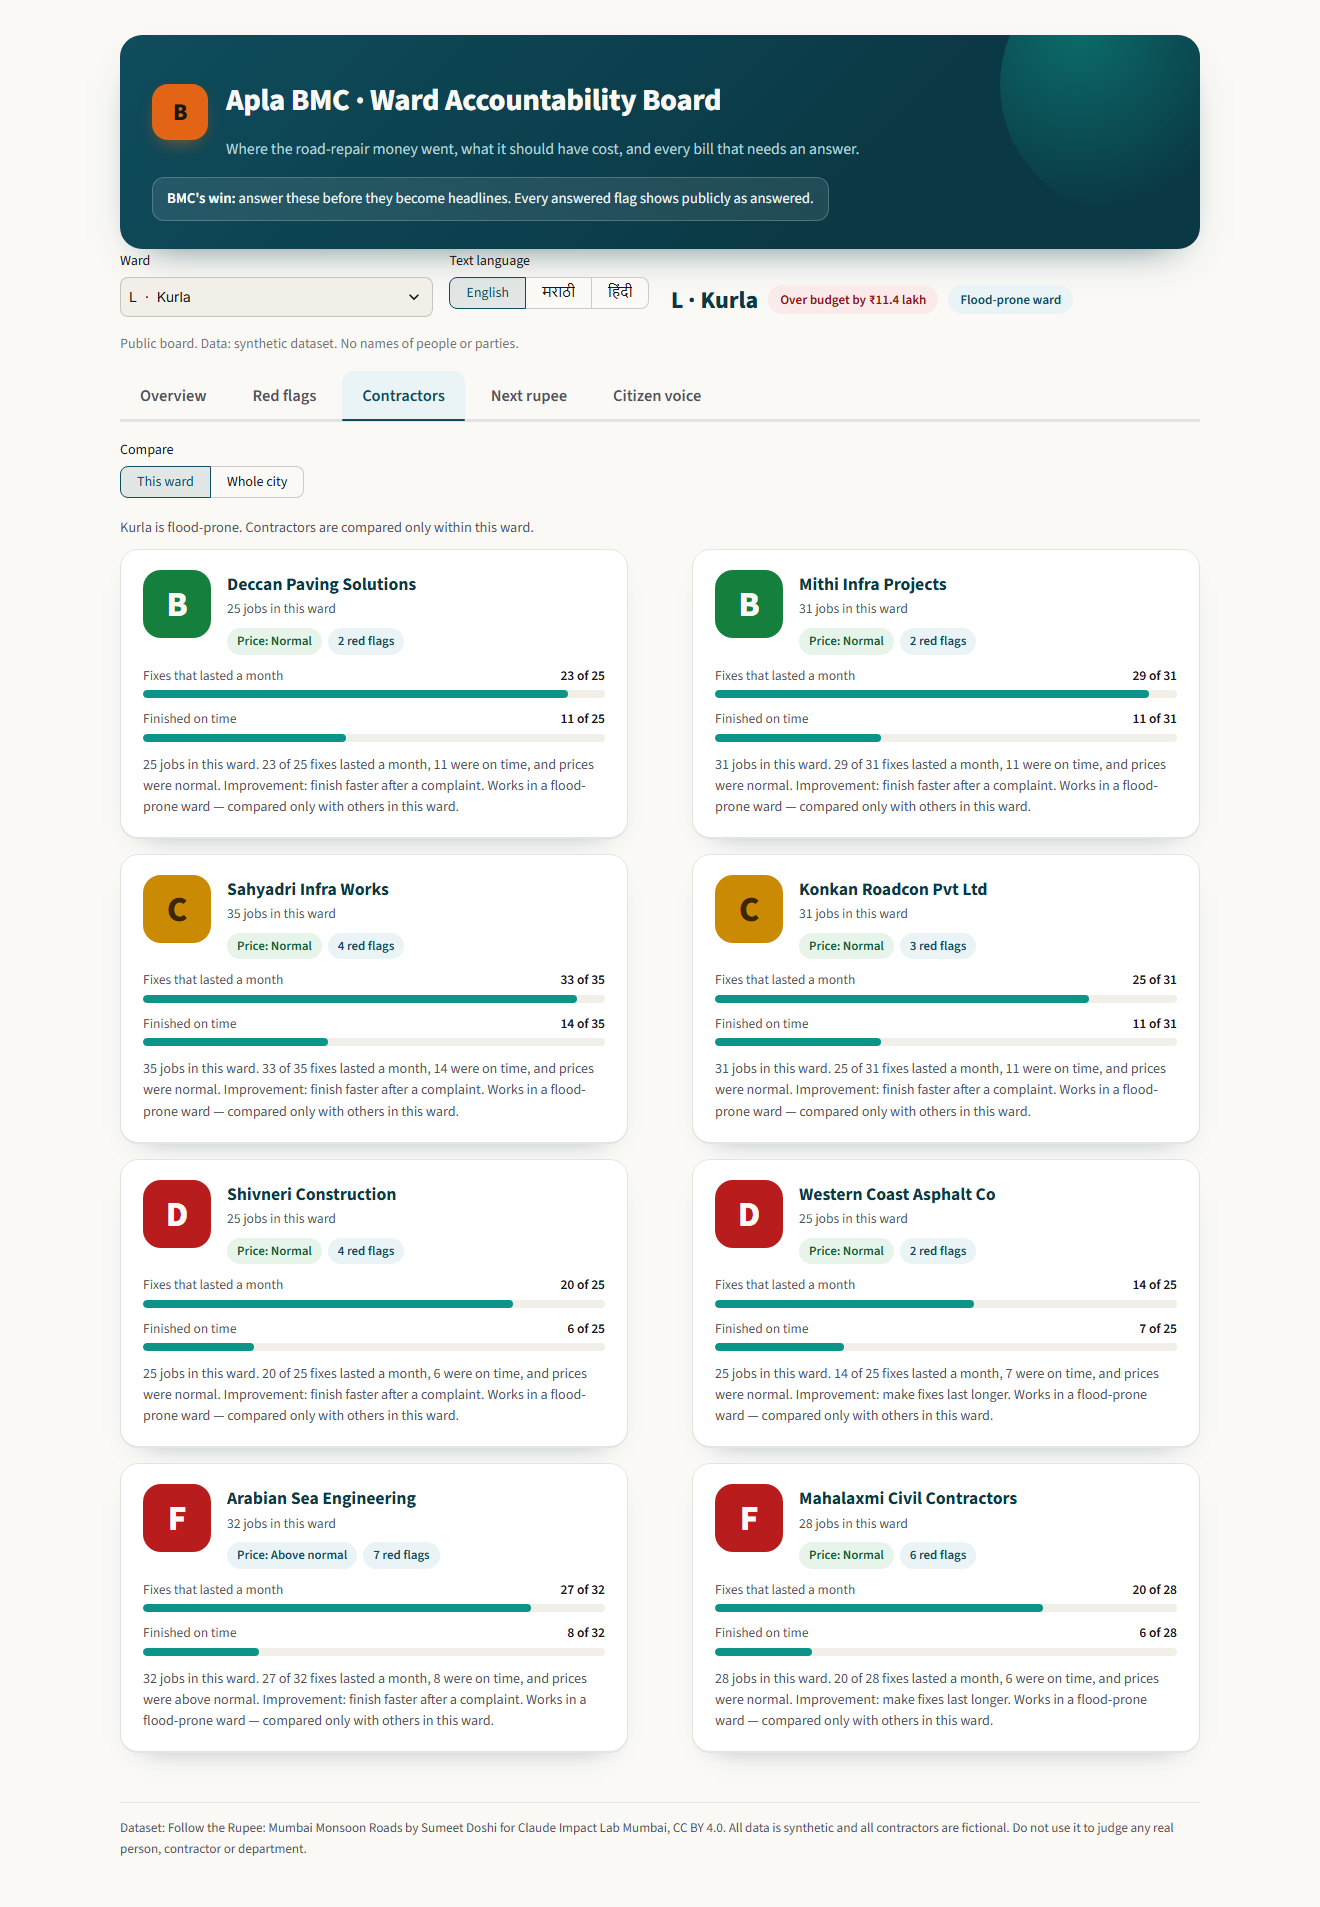 B
Apla BMC · Ward Accountability Board
Where the road-repair money went, what it should have cost, and every bill that needs an answer.
BMC's win: answer these before they become headlines. Every answered flag shows publicly as answered.
Ward
Text language
L · Kurla
English
मराठी
हिंदी
L · Kurla
Over budget by ₹11.4 lakh
Flood-prone ward
Public board. Data: synthetic dataset. No names of people or parties.
Overview
Red flags
Contractors
Next rupee
Citizen voice
Compare
This ward
Whole city
Kurla is flood-prone. Contractors are compared only within this ward.
B
Deccan Paving Solutions
25 jobs in this ward
Price: Normal
2 red flags
Fixes that lasted a month
23 of 25
Finished on time
11 of 25
25 jobs in this ward. 23 of 25 fixes lasted a month, 11 were on time, and prices
were normal. Improvement: finish faster after a complaint. Works in a flood-
prone ward — compared only with others in this ward.
B
Mithi Infra Projects
31 jobs in this ward
Price: Normal
2 red flags
Fixes that lasted a month
29 of 31
Finished on time
11 of 31
31 jobs in this ward. 29 of 31 fixes lasted a month, 11 were on time, and prices
were normal. Improvement: finish faster after a complaint. Works in a flood-
prone ward — compared only with others in this ward.
C
Sahyadri Infra Works
35 jobs in this ward
Price: Normal
4 red flags
Fixes that lasted a month
33 of 35
Finished on time
14 of 35
35 jobs in this ward. 33 of 35 fixes lasted a month, 14 were on time, and prices
were normal. Improvement: finish faster after a complaint. Works in a flood-
prone ward — compared only with others in this ward.
C
Konkan Roadcon Pvt Ltd
31 jobs in this ward
Price: Normal
3 red flags
Fixes that lasted a month
25 of 31
Finished on time
11 of 31
31 jobs in this ward. 25 of 31 fixes lasted a month, 11 were on time, and prices
were normal. Improvement: finish faster after a complaint. Works in a flood-
prone ward — compared only with others in this ward.
D
Shivneri Construction
25 jobs in this ward
Price: Normal
4 red flags
Fixes that lasted a month
20 of 25
Finished on time
6 of 25
25 jobs in this ward. 20 of 25 fixes lasted a month, 6 were on time, and prices
were normal. Improvement: finish faster after a complaint. Works in a flood-
prone ward — compared only with others in this ward.
D
Western Coast Asphalt Co
25 jobs in this ward
Price: Normal
2 red flags
Fixes that lasted a month
14 of 25
Finished on time
7 of 25
25 jobs in this ward. 14 of 25 fixes lasted a month, 7 were on time, and prices
were normal. Improvement: make fixes last longer. Works in a flood-prone
ward — compared only with others in this ward.
F
Arabian Sea Engineering
32 jobs in this ward
Price: Above normal
7 red flags
Fixes that lasted a month
27 of 32
Finished on time
8 of 32
32 jobs in this ward. 27 of 32 fixes lasted a month, 8 were on time, and prices
were above normal. Improvement: finish faster after a complaint. Works in a
flood-prone ward — compared only with others in this ward.
F
Mahalaxmi Civil Contractors
28 jobs in this ward
Price: Normal
6 red flags
Fixes that lasted a month
20 of 28
Finished on time
6 of 28
28 jobs in this ward. 20 of 28 fixes lasted a month, 6 were on time, and prices
were normal. Improvement: make fixes last longer. Works in a flood-prone
ward — compared only with others in this ward.
Dataset: Follow the Rupee: Mumbai Monsoon Roads by Sumeet Doshi for Claude Impact Lab Mumbai, CC BY 4.0. All data is synthetic and all contractors are fictional. Do not use it to judge any real
person, contractor or department.